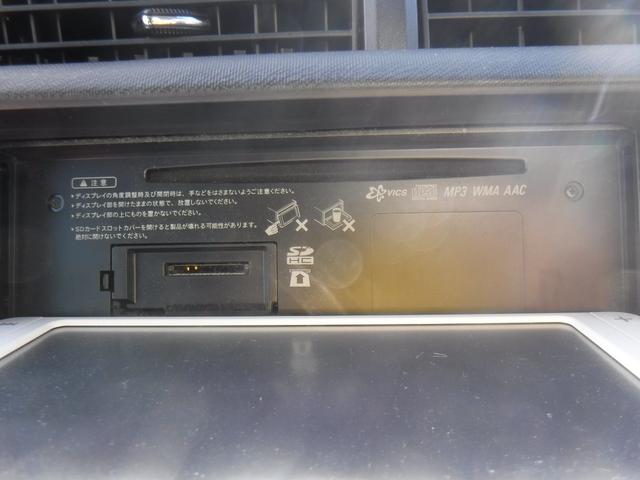 ⚠ 注意
*ディスプレイの角度調整時及び開閉時は、手などをはさまないようご注意ください。
*ディスプレイ部を開けたままの状態で、放置しないでください。
*ディスプレイ部の上にものを置かないでください。
*SDカードスロットカバーを開けると製品が壊れる可能性があります。
絶対に開けないでください。
VICS MP3 WMA AAC
SD
HC